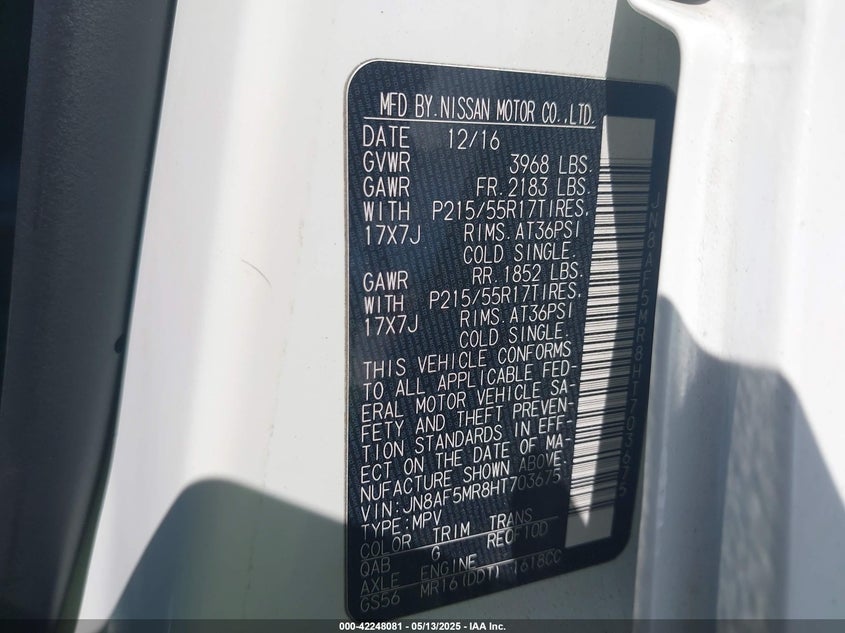 MFD BY.NISSAN MOTOR CO.,LTD.
DATE 12/16
GVWR 3968 LBS.
GAWR FR. 2183 LBS.
WITH P215/55R17TIRES,
17X7J RIMS.AT36PSI
COLD SINGLE.
GAWR RR. 1852 LBS.
WITH P215/55R17TIRES,
17X7J RIMS.AT36PSI
COLD SINGLE.
THIS VEHICLE CONFORMS
TO ALL APPLICABLE FED-
ERAL MOTOR VEHICLE SA-
FETY AND THEFT PREVEN-
TION STANDARDS IN EFF-
ECT ON THE DATE OF MA-
NUFACTURE SHOWN ABOVE.
VIN:JN8AF5MR8HT703675
TYPE:MPV
COLOR TRIM TRANS
QAB G RE0F10D
AXLE ENGINE
GS56 MR16(DDT) 1618CC
JN8AF5MR8HT703675
000-42248081 - 05/13/2025 - IAA Inc.